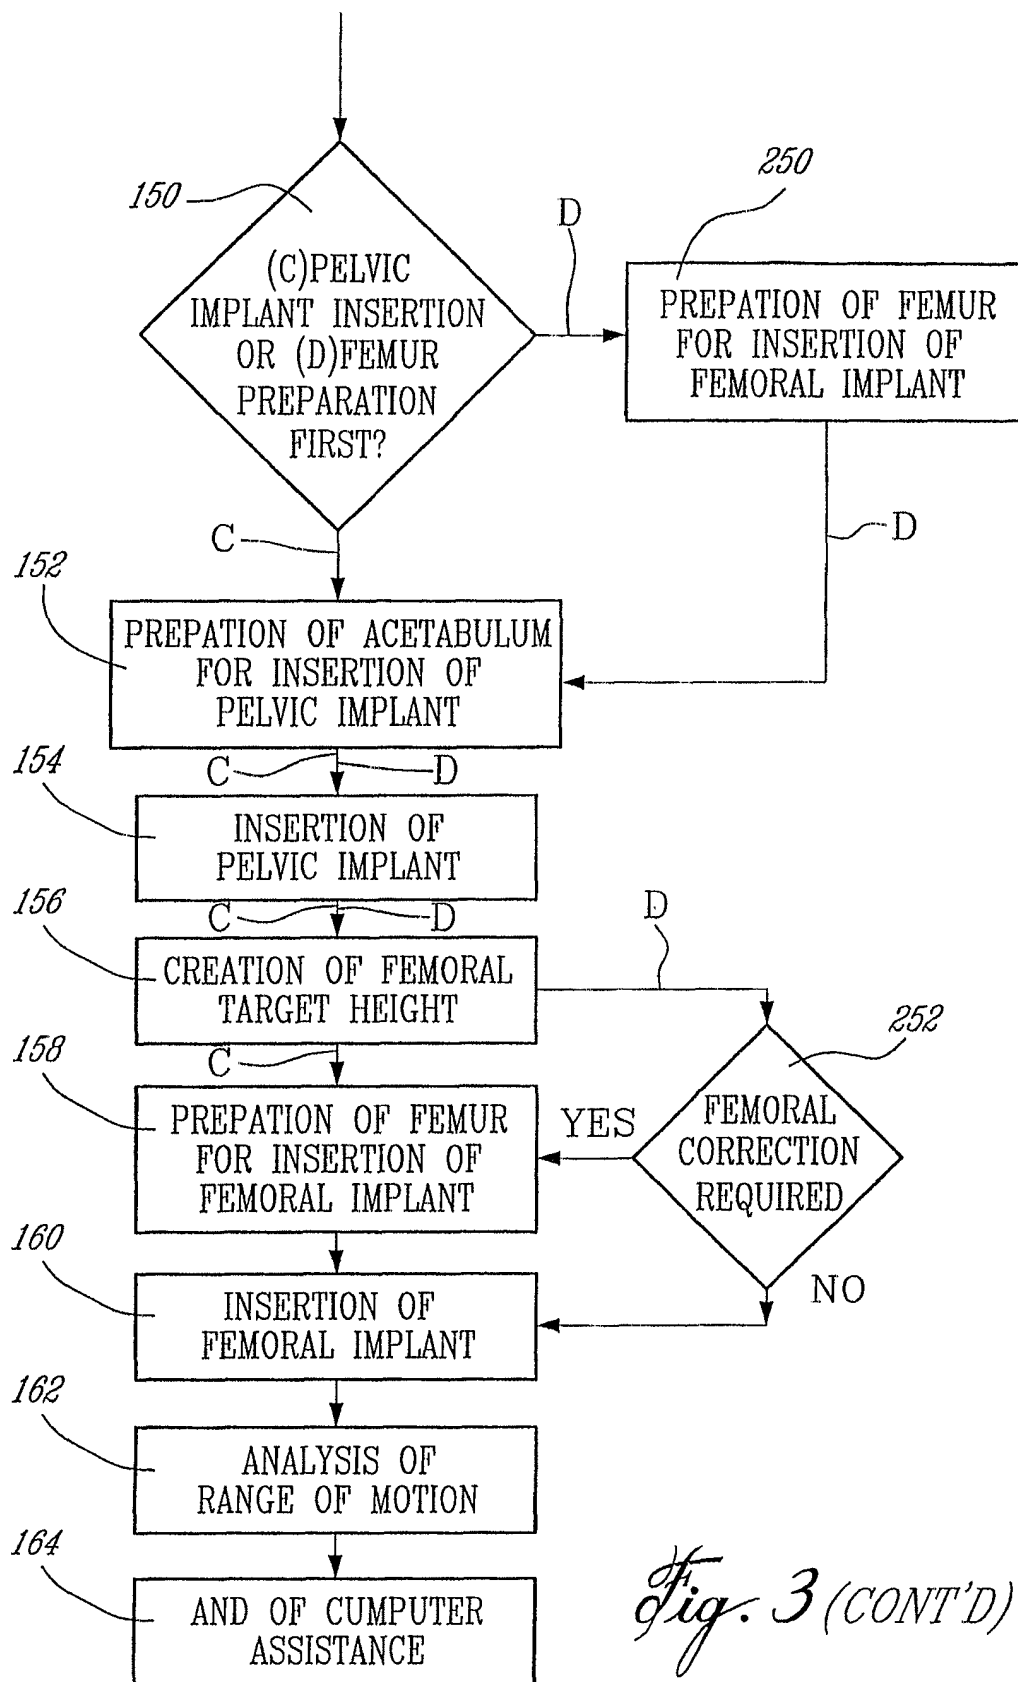 150
(C)PELVIC
IMPLANT INSERTION
OR (D)FEMUR
PREPARATION
FIRST?
D
250
PREPATION OF FEMUR
FOR INSERTION OF
FEMORAL IMPLANT
D
C
152
PREPATION OF ACETABULUM
FOR INSERTION OF
PELVIC IMPLANT
C D
154
INSERTION OF
PELVIC IMPLANT
C D
156
CREATION OF FEMORAL
TARGET HEIGHT
D
252
FEMORAL
CORRECTION
REQUIRED
YES
NO
C
158
PREPATION OF FEMUR
FOR INSERTION OF
FEMORAL IMPLANT
160
INSERTION OF
FEMORAL IMPLANT
162
ANALYSIS OF
RANGE OF MOTION
164
AND OF CUMPUTER
ASSISTANCE
Fig. 3 (CONT'D)